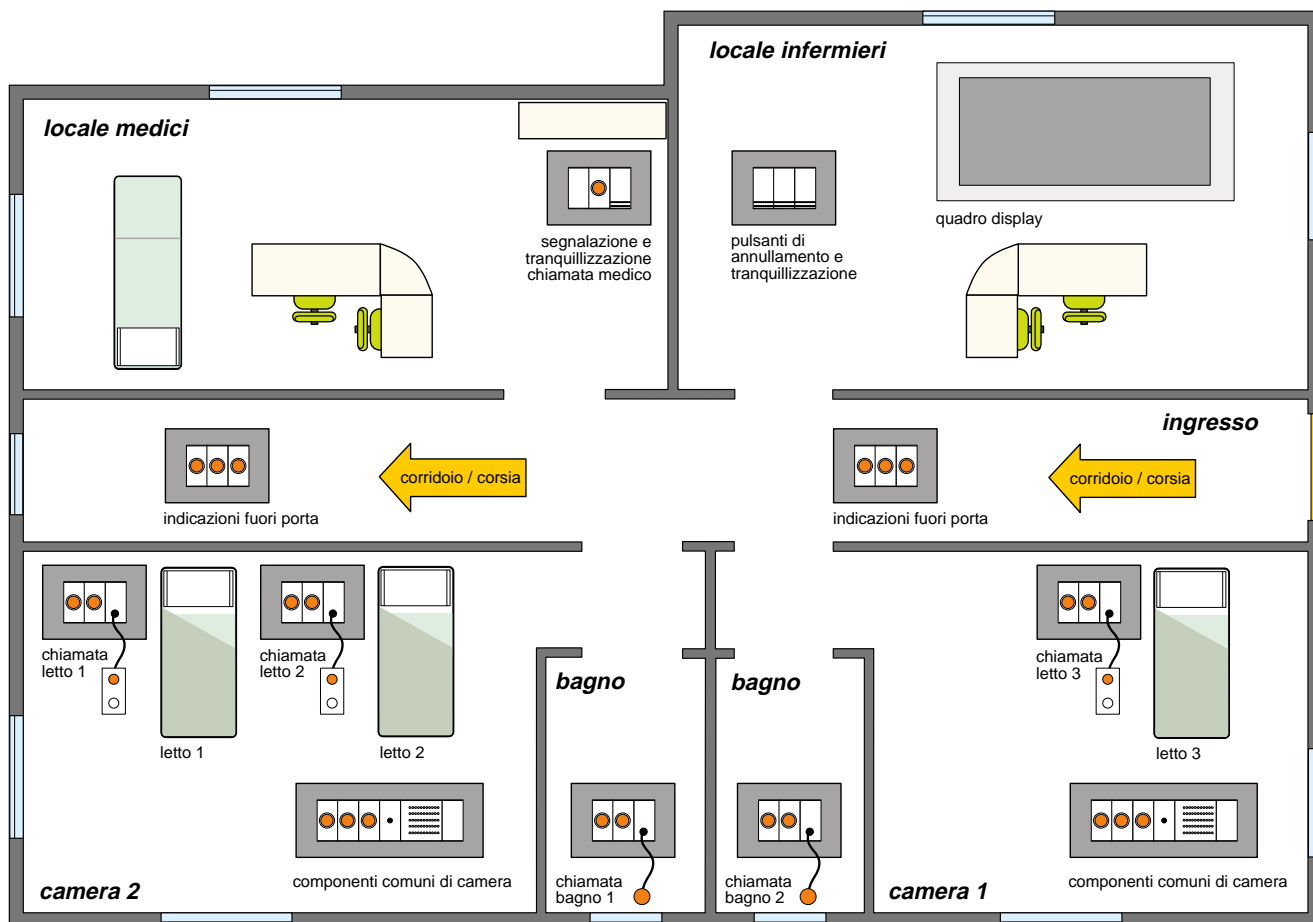 locale infermieri
locale medici
quadro display
segnalazione e
tranquillizzazione
chiamata medico
pulsanti di
annullamento e
tranquillizzazione
ingresso
corridoio / corsia
corridoio / corsia
indicazioni fuori porta
indicazioni fuori porta
chiamata
letto 1
chiamata
letto 2
chiamata
letto 3
bagno
bagno
letto 1
letto 2
letto 3
camera 2
componenti comuni di camera
chiamata
bagno 1
chiamata
bagno 2
camera 1
componenti comuni di camera